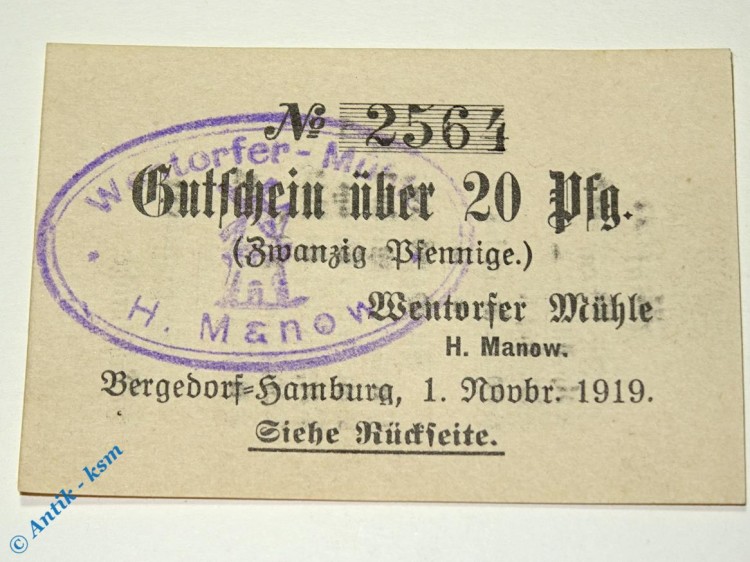 № 2564
Gutschein über 20 Pfg.
(Zwanzig Pfennige.)
Wentorfer Mühle
H. Manow.
Bergedorf-Hamburg, 1. Novbr. 1919.
Siehe Rückseite.
Wentorfer-Mühle
H. Manow
© Antik - ksm